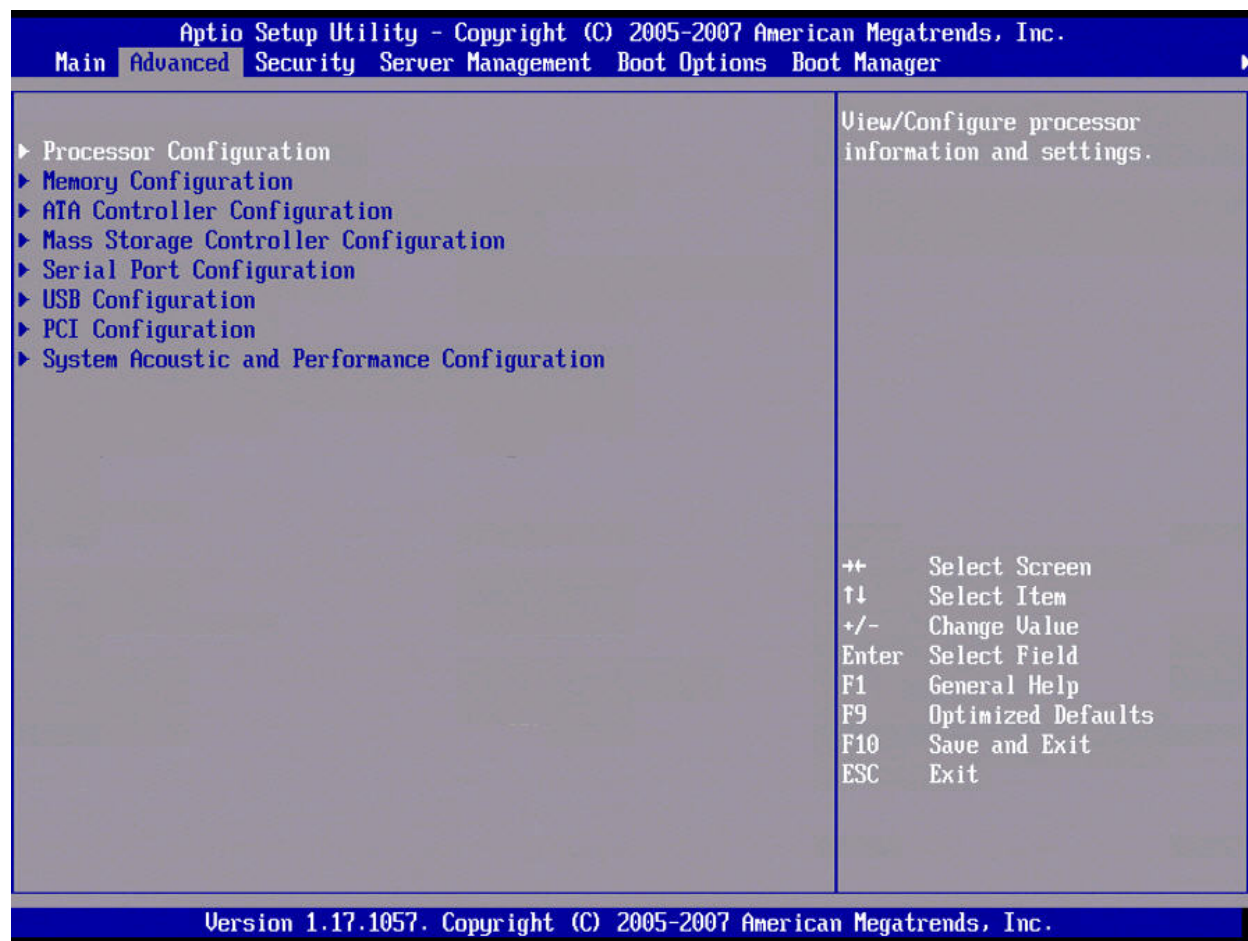 Aptio Setup Utility - Copyright (C) 2005-2007 American Megatrends, Inc.
Main Advanced Security Server Management Boot Options Boot Manager
Processor Configuration
Memory Configuration
ATA Controller Configuration
Mass Storage Controller Configuration
Serial Port Configuration
USB Configuration
PCI Configuration
System Acoustic and Performance Configuration
View/Configure processor
information and settings.
→← Select Screen
↑↓ Select Item
+/- Change Value
Enter Select Field
F1 General Help
F9 Optimized Defaults
F10 Save and Exit
ESC Exit
Version 1.17.1057. Copyright (C) 2005-2007 American Megatrends, Inc.